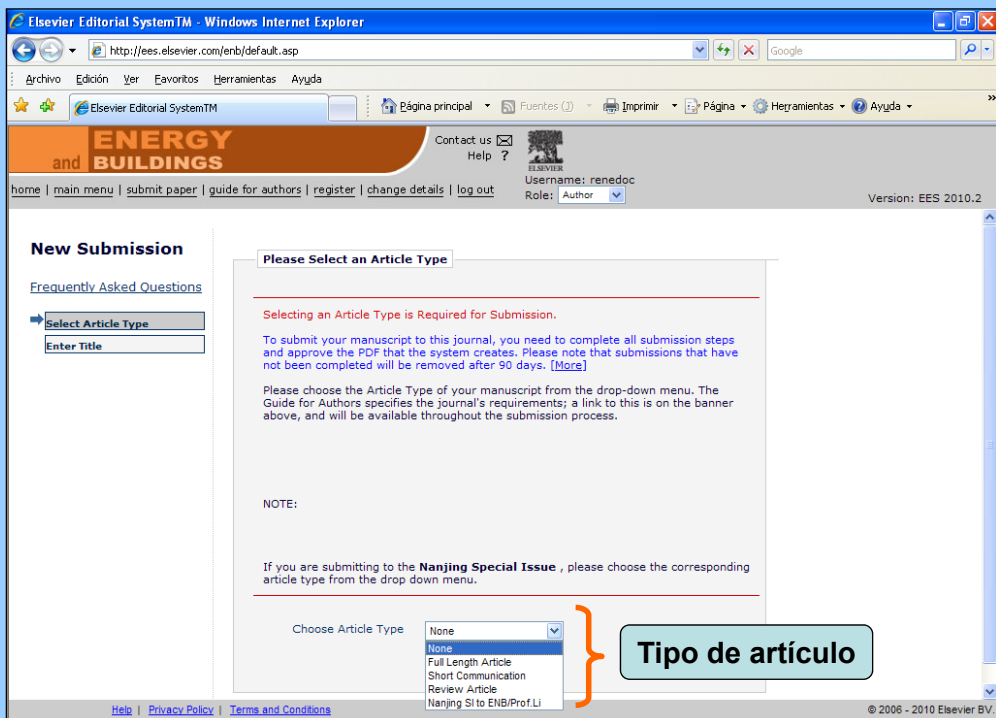 Elsevier Editorial SystemTM - Windows Internet Explorer
http://ees.elsevier.com/enb/default.asp
Google
Archivo Edición Ver Favoritos Herramientas Ayuda
Elsevier Editorial SystemTM
Página principal Fuentes (J) Imprimir Página Herramientas Ayuda »
ENERGY
and BUILDINGS
Contact us
Help ?
ELSEVIER
Username: renedoc
home | main menu | submit paper | guide for authors | register | change details | log out
Role: Author
Version: EES 2010.2
New Submission
Frequently Asked Questions
Select Article Type
Enter Title
Please Select an Article Type
Selecting an Article Type is Required for Submission.
To submit your manuscript to this journal, you need to complete all submission steps
and approve the PDF that the system creates. Please note that submissions that have
not been completed will be removed after 90 days. [More]
Please choose the Article Type of your manuscript from the drop-down menu. The
Guide for Authors specifies the journal's requirements; a link to this is on the banner
above, and will be available throughout the submission process.
NOTE:
If you are submitting to the Nanjing Special Issue , please choose the corresponding
article type from the drop down menu.
Choose Article Type None
None
Full Length Article
Short Communication
Review Article
Nanjing SI to ENB/Prof.Li
Tipo de artículo
Help | Privacy Policy | Terms and Conditions
© 2006 - 2010 Elsevier BV.